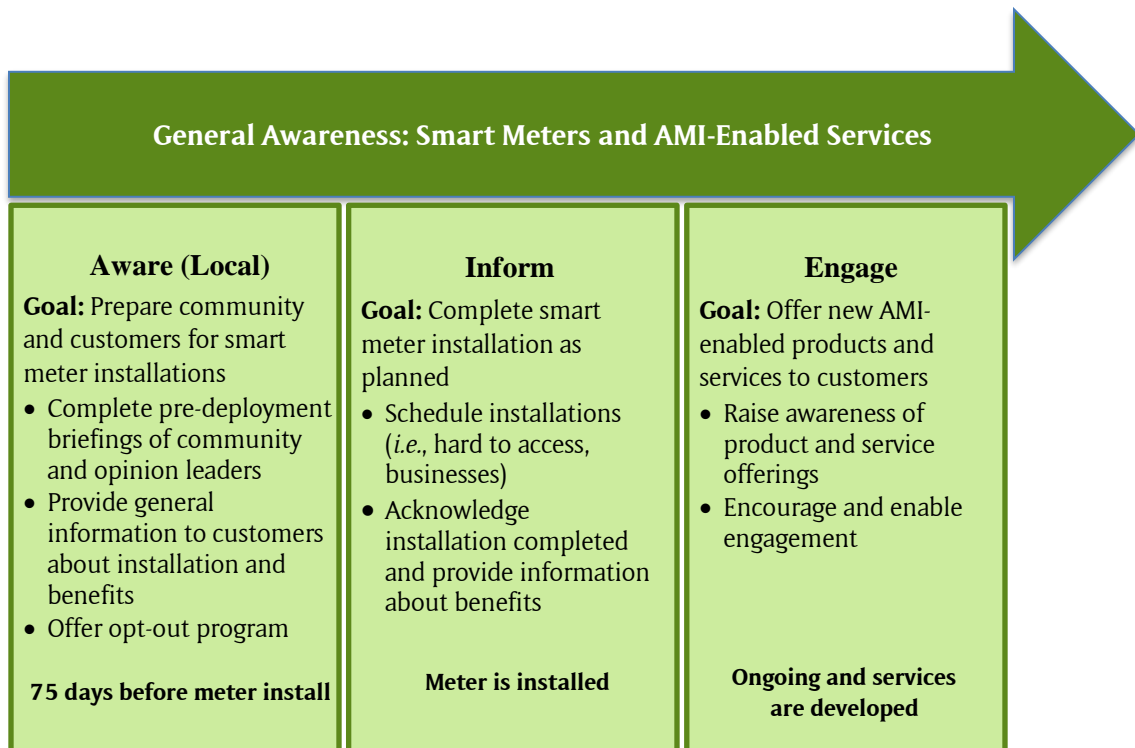 General Awareness: Smart Meters and AMI-Enabled Services
Aware (Local)
Goal: Prepare community
and customers for smart
meter installations
• Complete pre-deployment
briefings of community
and opinion leaders
• Provide general
information to customers
about installation and
benefits
• Offer opt-out program
75 days before meter install
Inform
Goal: Complete smart
meter installation as
planned
• Schedule installations
(i.e., hard to access,
businesses)
• Acknowledge
installation completed
and provide information
about benefits
Meter is installed
Engage
Goal: Offer new AMI-
enabled products and
services to customers
• Raise awareness of
product and service
offerings
• Encourage and enable
engagement
Ongoing and services
are developed